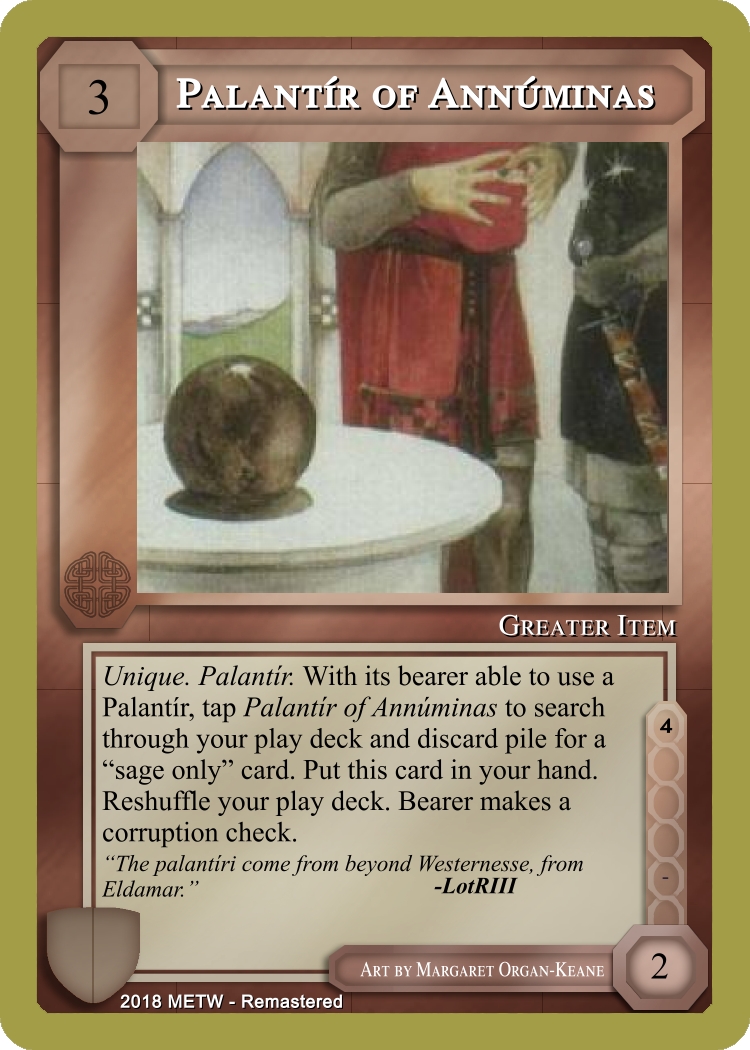 3
Palantír of Annúminas
Greater Item
Unique. Palantír. With its bearer able to use a
Palantír, tap Palantír of Annúminas to search
through your play deck and discard pile for a
“sage only” card. Put this card in your hand.
Reshuffle your play deck. Bearer makes a
corruption check.
“The palantíri come from beyond Westernesse, from
Eldamar.” -LotRIII
4
-
Art by Margaret Organ-Keane
2
2018 METW - Remastered